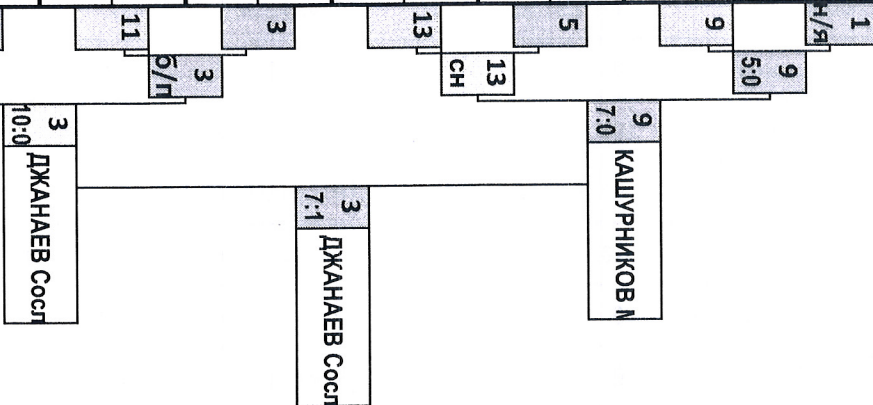 1
н/я
9
5:0
9
9
7:0
КАШУРНИКОВ
5
13
сн
13
3
7:1
ДЖАНАЕВ Сосл
3
3
б/п
11
3
10:0
ДЖАНАЕВ Сосл